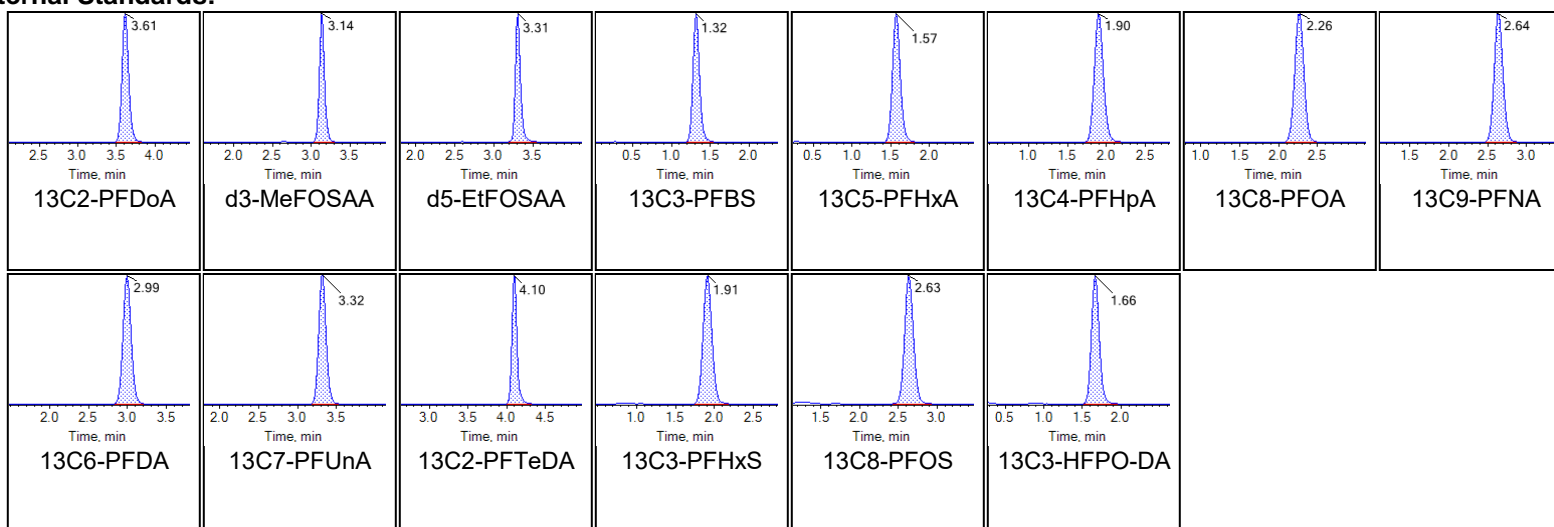 ternal Standards:
3.61 3.14 3.31 1.32 1.57 1.90 2.26 2.64
2.5 3.0 3.5 4.0 2.0 2.5 3.0 3.5 2.0 2.5 3.0 3.5 0.5 1.0 1.5 2.0 0.5 1.0 1.5 2.0 1.0 1.5 2.0 2.5 1.0 1.5 2.0 2.5 1.5 2.0 2.5 3.0
Time, min Time, min Time, min Time, min Time, min Time, min Time, min Time, min
13C2-PFDoA d3-MeFOSAA d5-EtFOSAA 13C3-PFBS 13C5-PFHxA 13C4-PFHpA 13C8-PFOA 13C9-PFNA
2.99 3.32 4.10 1.91 2.63 1.66
2.0 2.5 3.0 3.5 2.0 2.5 3.0 3.5 3.0 3.5 4.0 4.5 1.0 1.5 2.0 2.5 1.5 2.0 2.5 3.0 0.5 1.0 1.5 2.0
Time, min Time, min Time, min Time, min Time, min Time, min
13C6-PFDA 13C7-PFUnA 13C2-PFTeDA 13C3-PFHxS 13C8-PFOS 13C3-HFPO-DA